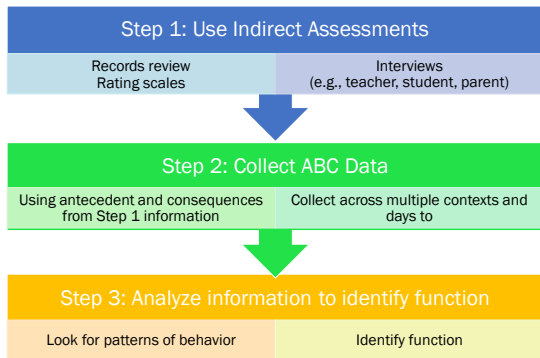 Step 1: Use Indirect Assessments
Records review
Rating scales
Interviews
(e.g., teacher, student, parent)
Step 2: Collect ABC Data
Using antecedent and consequences
from Step 1 information
Collect across multiple contexts and
days to
Step 3: Analyze information to identify function
Look for patterns of behavior
Identify function